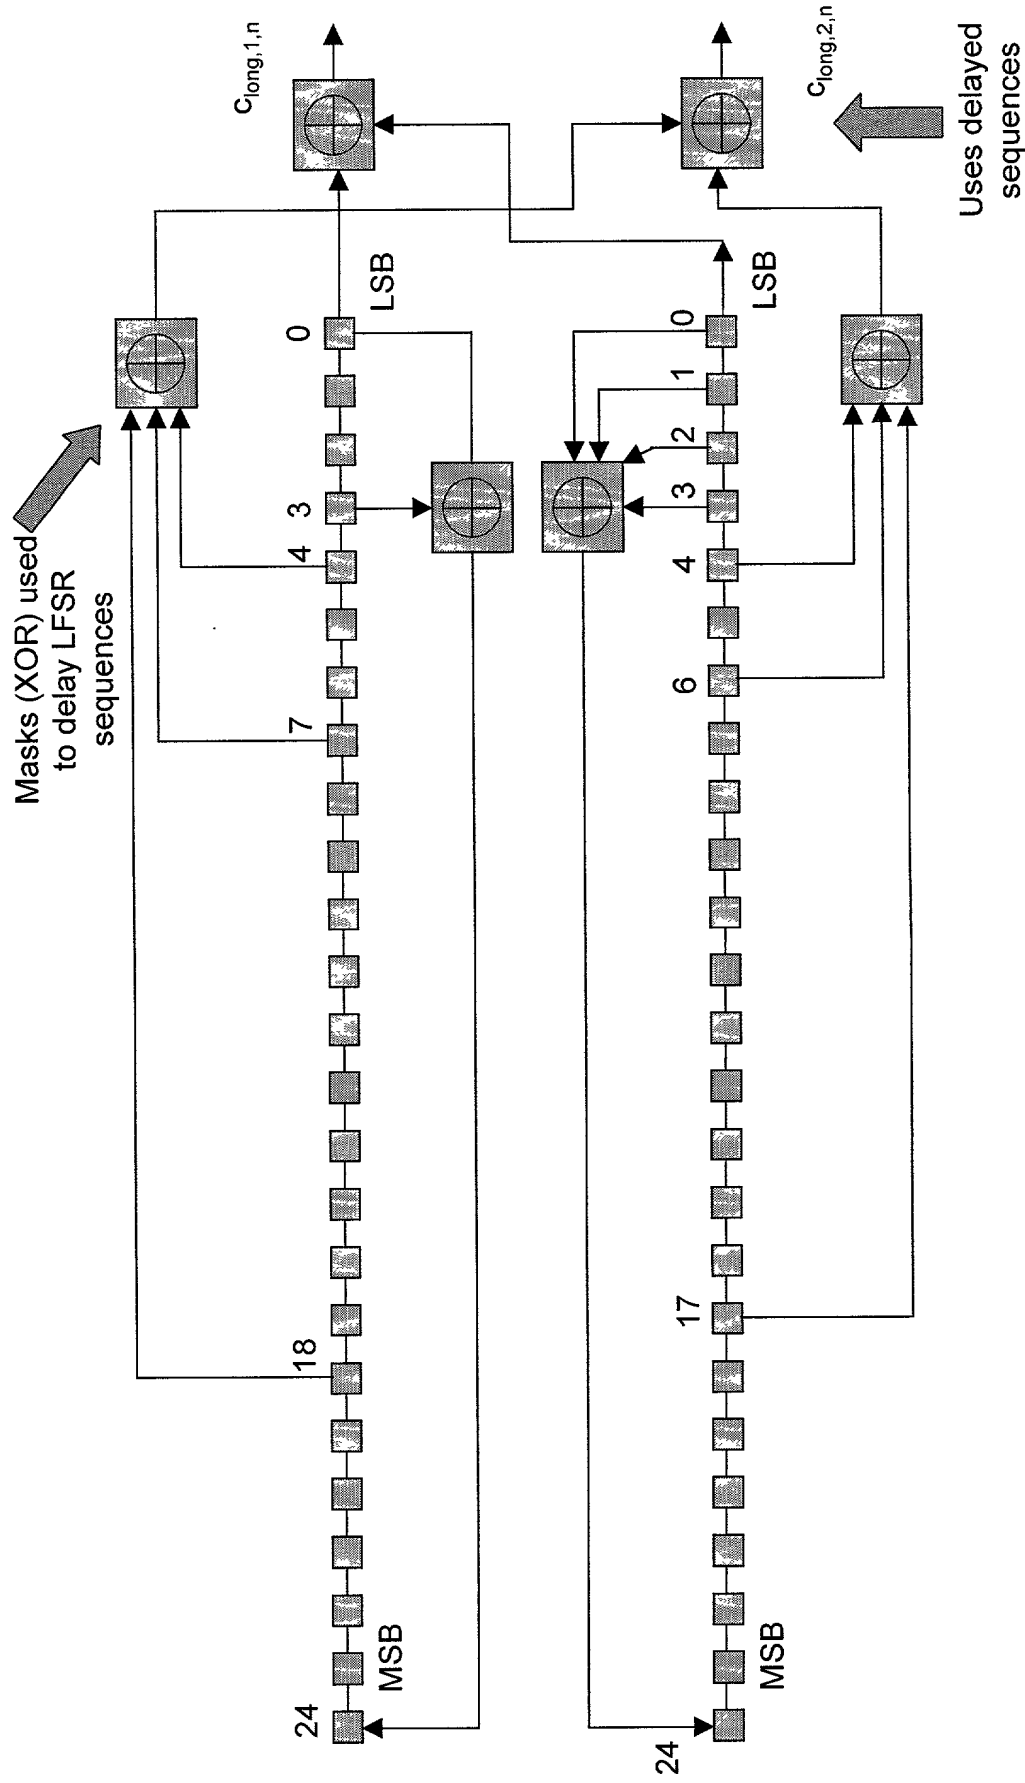 Masks (XOR) used
to delay LFSR
sequences
c_long,1,n
18
7
4
3
0
24
MSB
LSB
c_long,2,n
Uses delayed
sequences
24
MSB
17
6
4
3
2
1
0
LSB